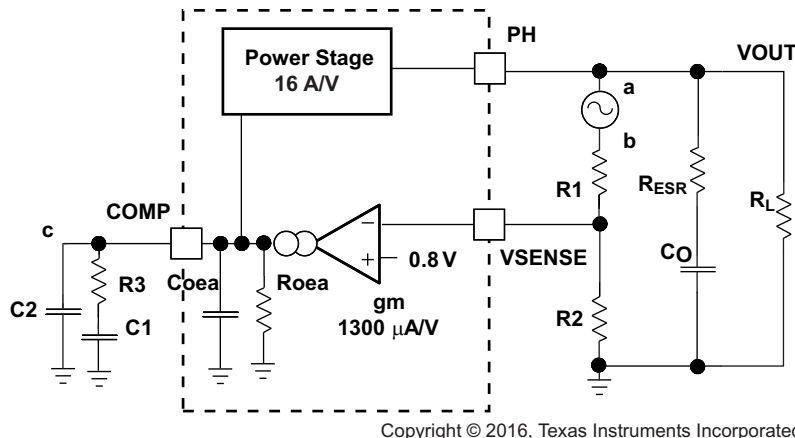 PH
VOUT
Power Stage
16 A/V
a
b
R1
RESR
RL
COMP
c
−
+
0.8 V
VSENSE
CO
R3
Coea
Roea
C2
C1
gm
1300 μA/V
R2
Copyright © 2016, Texas Instruments Incorporated